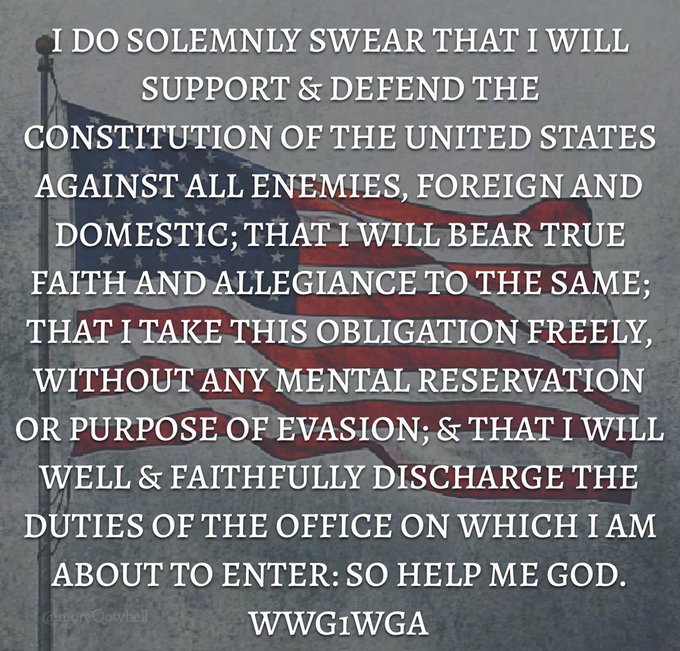 I DO SOLEMNLY SWEAR THAT I WILL
SUPPORT & DEFEND THE
CONSTITUTION OF THE UNITED STATES
AGAINST ALL ENEMIES, FOREIGN AND
DOMESTIC; THAT I WILL BEAR TRUE
FAITH AND ALLEGIANCE TO THE SAME;
THAT I TAKE THIS OBLIGATION FREELY,
WITHOUT ANY MENTAL RESERVATION
OR PURPOSE OF EVASION; & THAT I WILL
WELL & FAITHFULLY DISCHARGE THE
DUTIES OF THE OFFICE ON WHICH I AM
ABOUT TO ENTER: SO HELP ME GOD.
@moreCowbell
WWG1WGA